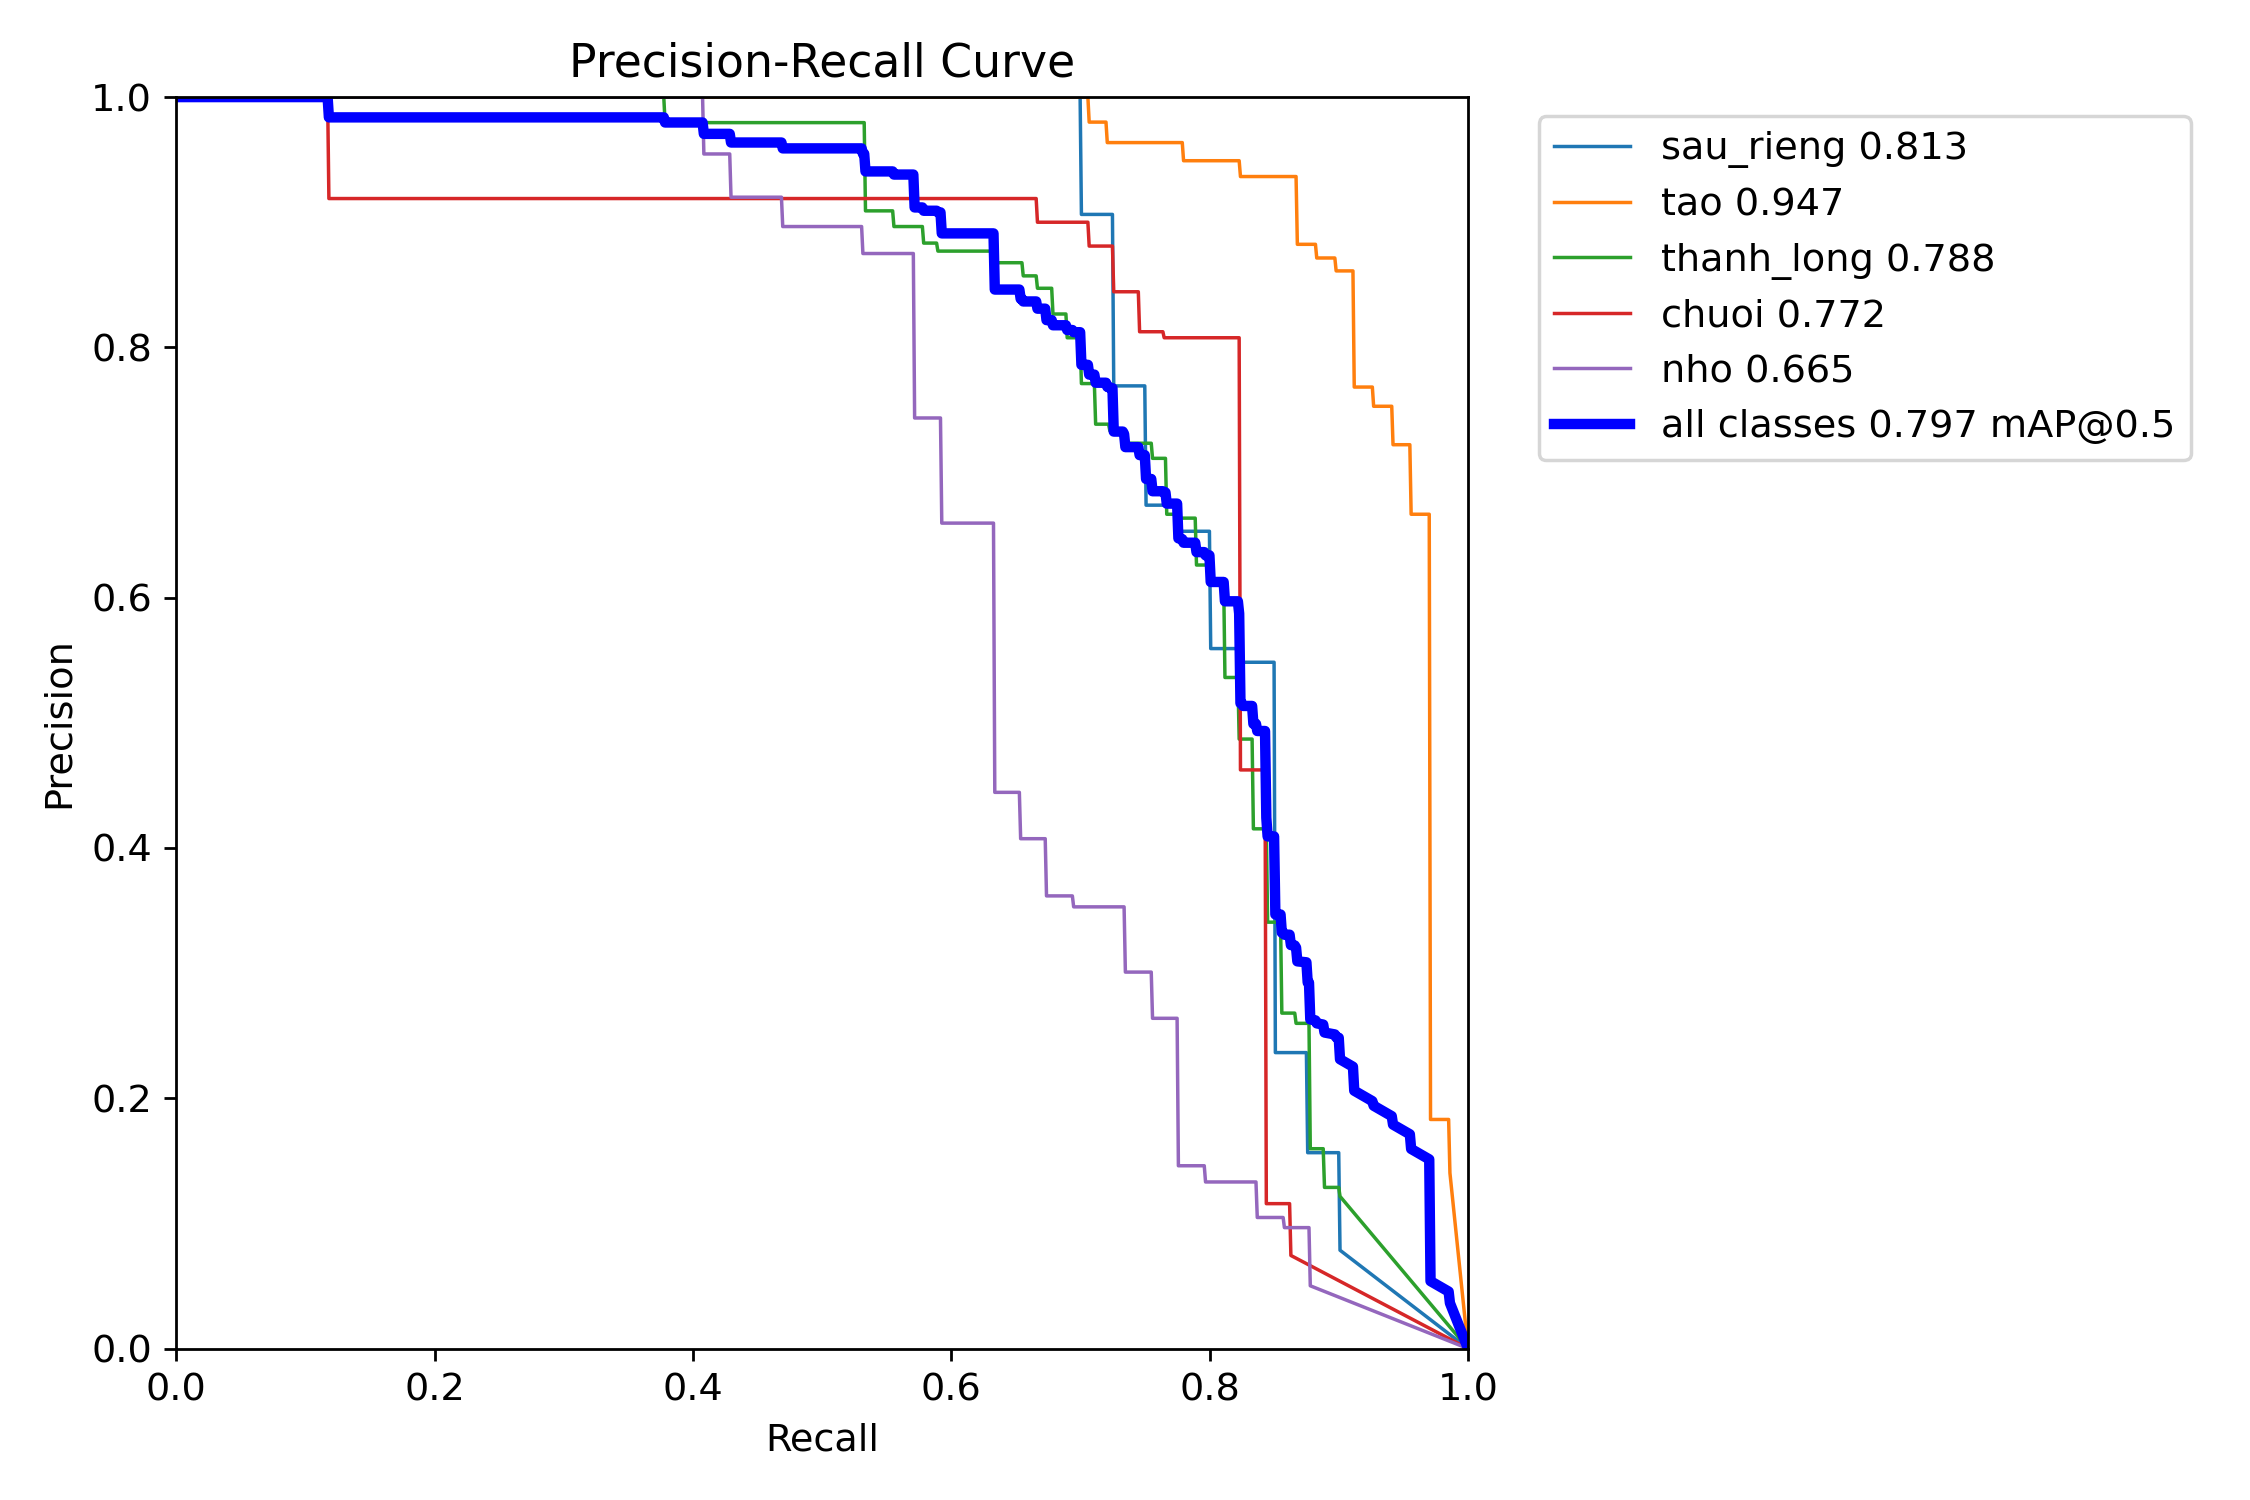 Precision-Recall Curve
1.0
0.8
0.6
0.4
0.2
0.0
Precision
0.0 0.2 0.4 0.6 0.8 1.0
Recall
sau_rieng 0.813
tao 0.947
thanh_long 0.788
chuoi 0.772
nho 0.665
all classes 0.797 mAP@0.5